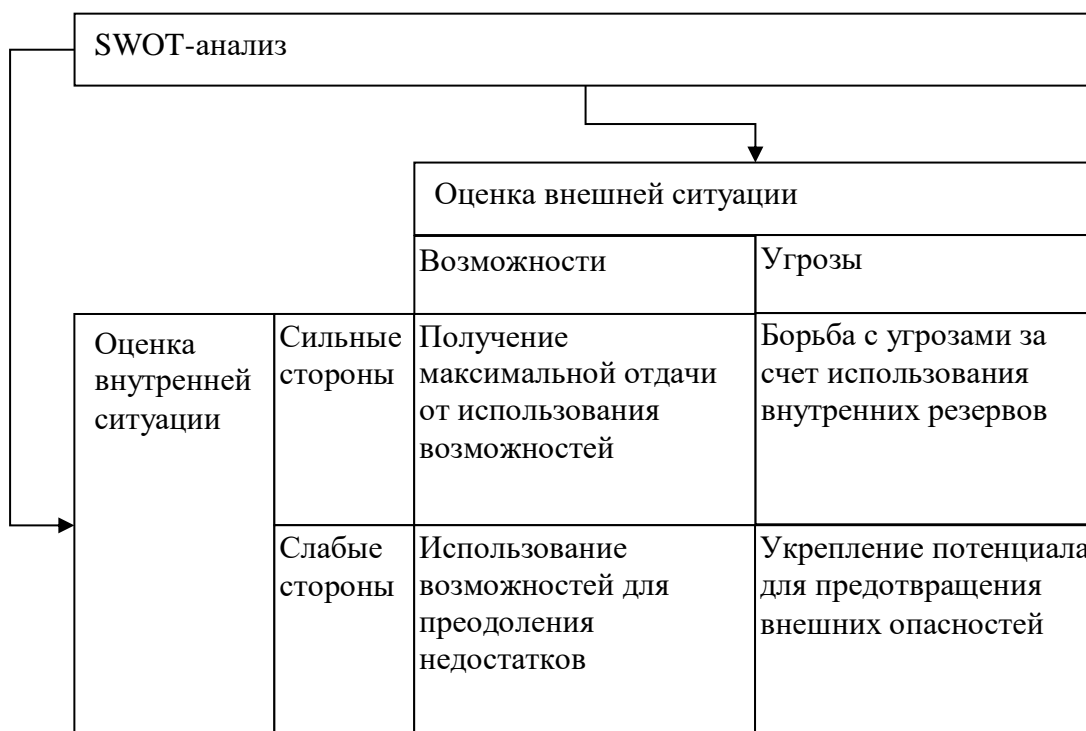 SWOT-анализ
Оценка внешней ситуации
Возможности
Угрозы
Оценка
внутренней
ситуации
Сильные
стороны
Получение
максимальной отдачи
от использования
возможностей
Борьба с угрозами за
счет использования
внутренних резервов
Слабые
стороны
Использование
возможностей для
преодоления
недостатков
Укрепление потенциала
для предотвращения
внешних опасностей